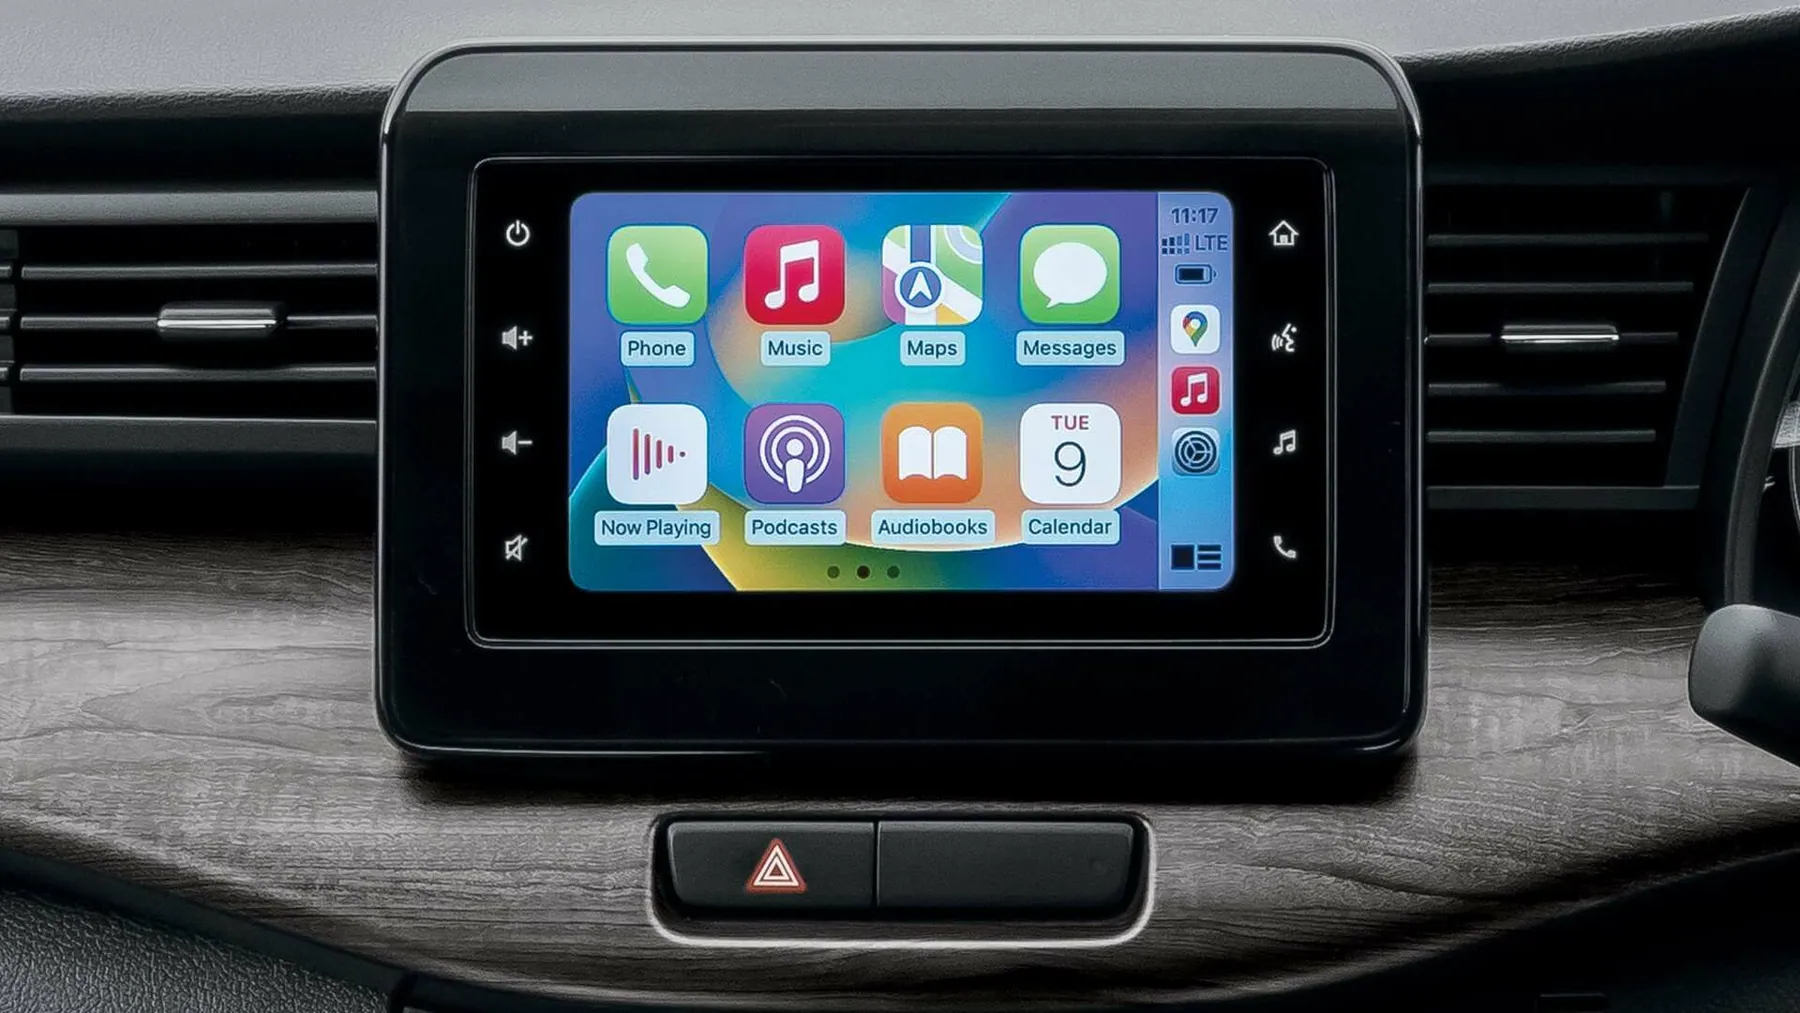 11:17
LTE
Phone
Music
Maps
Messages
TUE
9
Now Playing
Podcasts
Audiobooks
Calendar